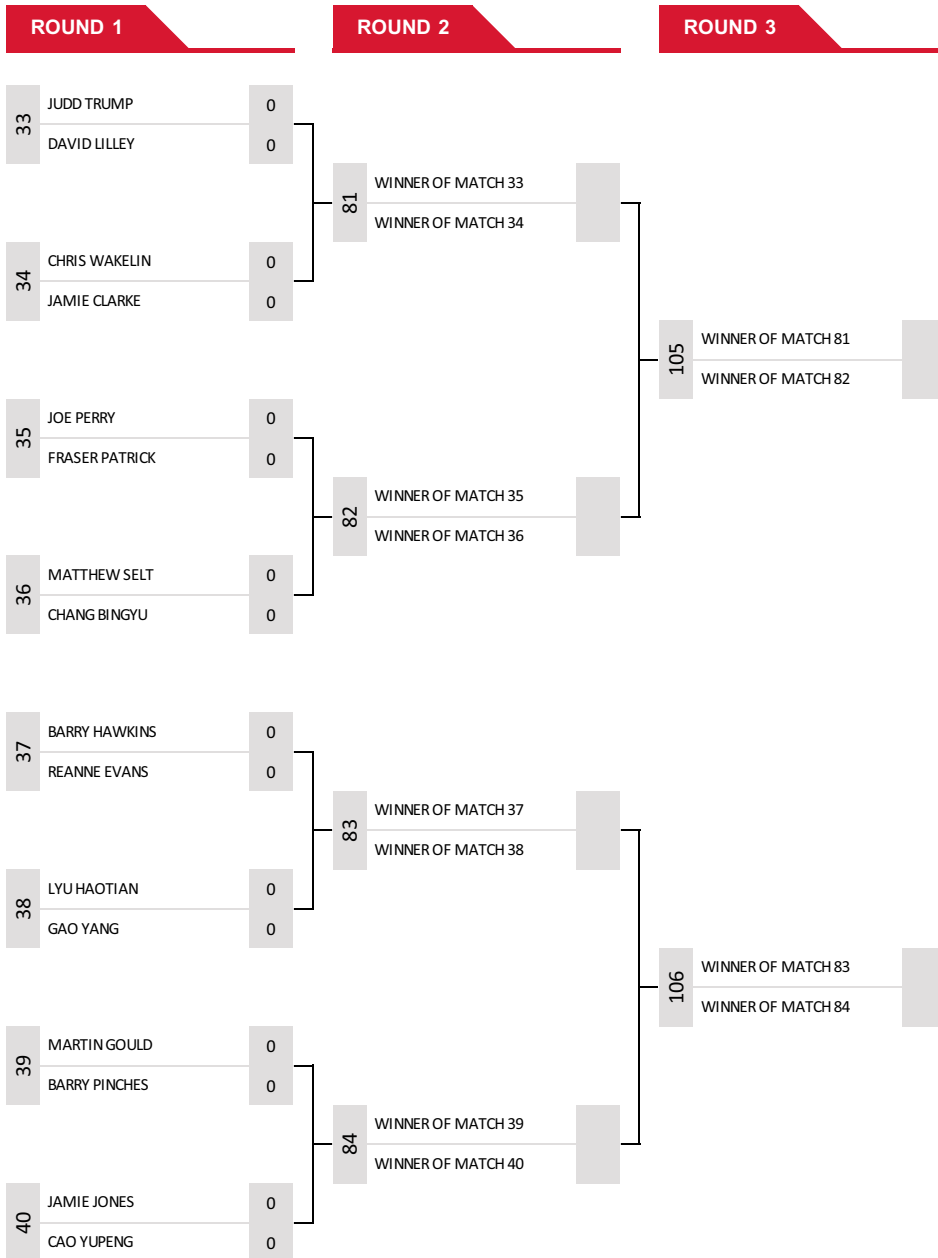 ROUND 1
ROUND 2
ROUND 3
33
JUDD TRUMP 0
DAVID LILLEY 0
34
CHRIS WAKELIN 0
JAMIE CLARKE 0
35
JOE PERRY 0
FRASER PATRICK 0
36
MATTHEW SELT 0
CHANG BINGYU 0
37
BARRY HAWKINS 0
REANNE EVANS 0
38
LYU HAOTIAN 0
GAO YANG 0
39
MARTIN GOULD 0
BARRY PINCHES 0
40
JAMIE JONES 0
CAO YUPENG 0
81
WINNER OF MATCH 33
WINNER OF MATCH 34
82
WINNER OF MATCH 35
WINNER OF MATCH 36
83
WINNER OF MATCH 37
WINNER OF MATCH 38
84
WINNER OF MATCH 39
WINNER OF MATCH 40
105
WINNER OF MATCH 81
WINNER OF MATCH 82
106
WINNER OF MATCH 83
WINNER OF MATCH 84